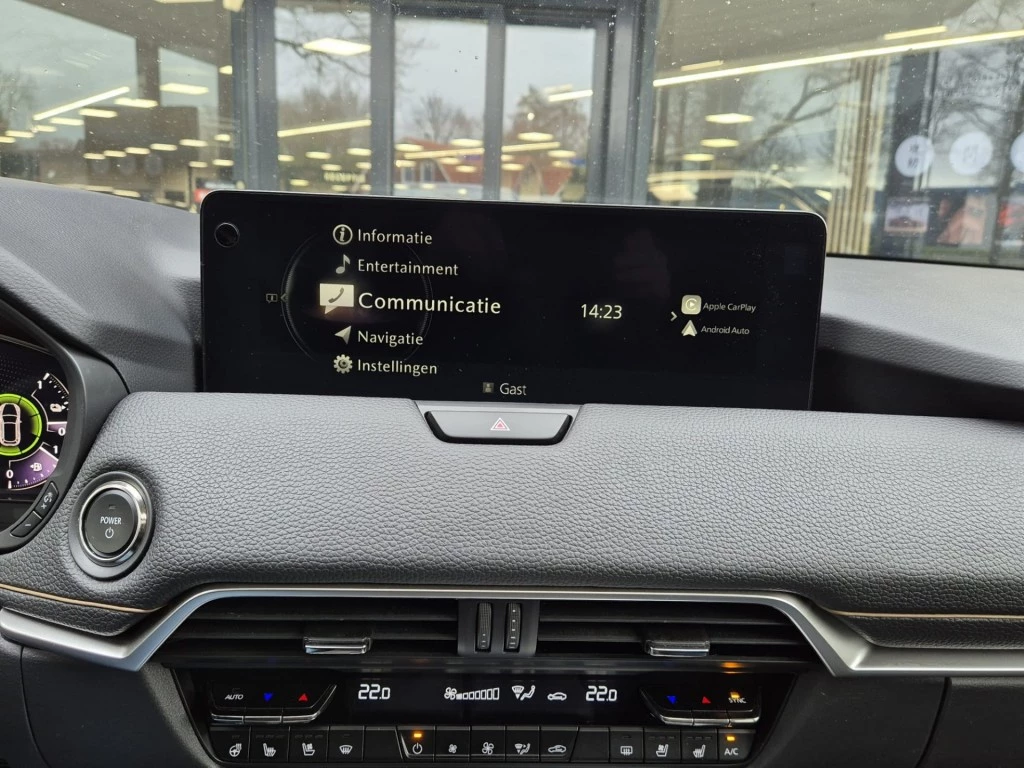 Informatie
Entertainment
Communicatie
14:23
Apple CarPlay
Navigatie
Android Auto
Instellingen
Gast
POWER
AUTO
22.0
22.0
SYNC
A/C